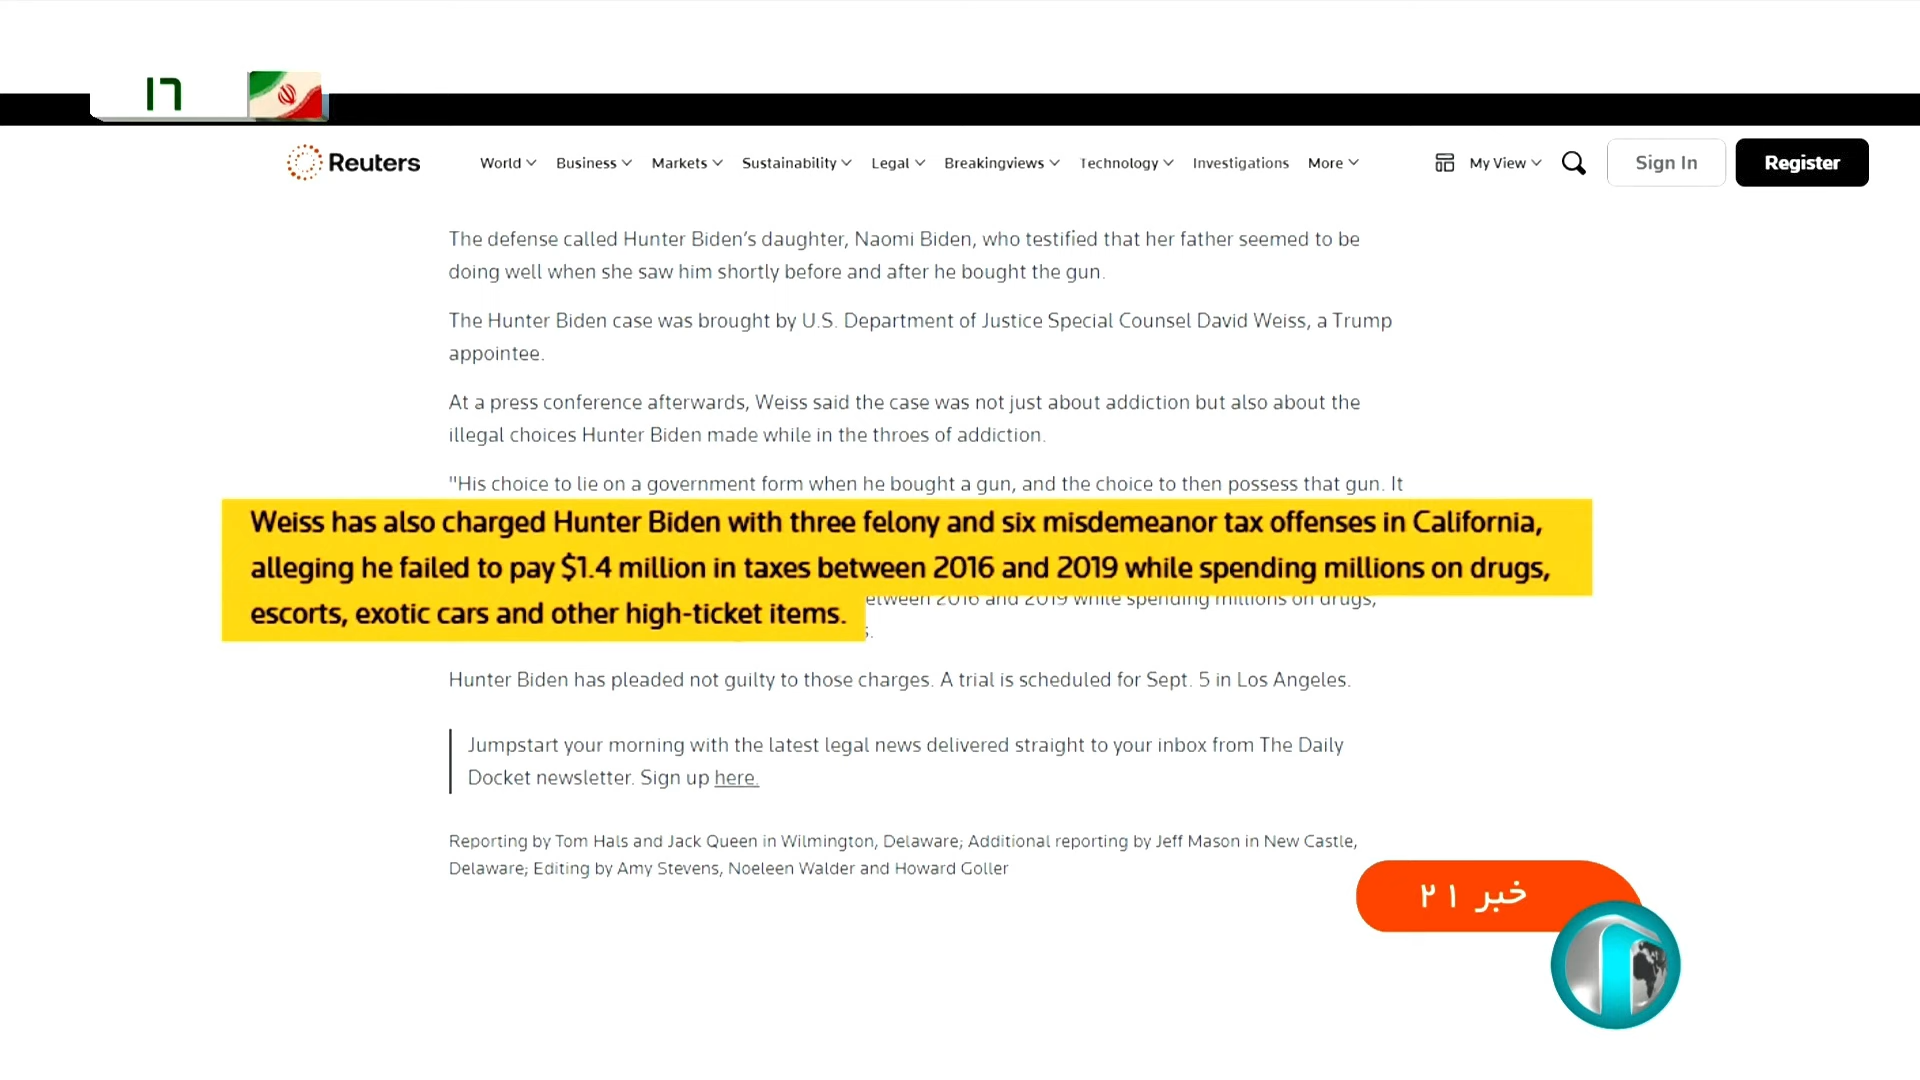 ۱۶
Reuters
World Business Markets Sustainability Legal Breakingviews Technology Investigations More My View Sign In Register
The defense called Hunter Biden’s daughter, Naomi Biden, who testified that her father seemed to be
doing well when she saw him shortly before and after he bought the gun.
The Hunter Biden case was brought by U.S. Department of Justice Special Counsel David Weiss, a Trump
appointee.
At a press conference afterwards, Weiss said the case was not just about addiction but also about the
illegal choices Hunter Biden made while in the throes of addiction.
"His choice to lie on a government form when he bought a gun, and the choice to then possess that gun. It
Weiss has also charged Hunter Biden with three felony and six misdemeanor tax offenses in California,
alleging he failed to pay $1.4 million in taxes between 2016 and 2019 while spending millions on drugs,
escorts, exotic cars and other high-ticket items.
between 2016 and 2019 while spending millions on drugs,
Hunter Biden has pleaded not guilty to those charges. A trial is scheduled for Sept. 5 in Los Angeles.
Jumpstart your morning with the latest legal news delivered straight to your inbox from The Daily
Docket newsletter. Sign up here.
Reporting by Tom Hals and Jack Queen in Wilmington, Delaware; Additional reporting by Jeff Mason in New Castle,
Delaware; Editing by Amy Stevens, Noeleen Walder and Howard Goller
خبر ۲۱